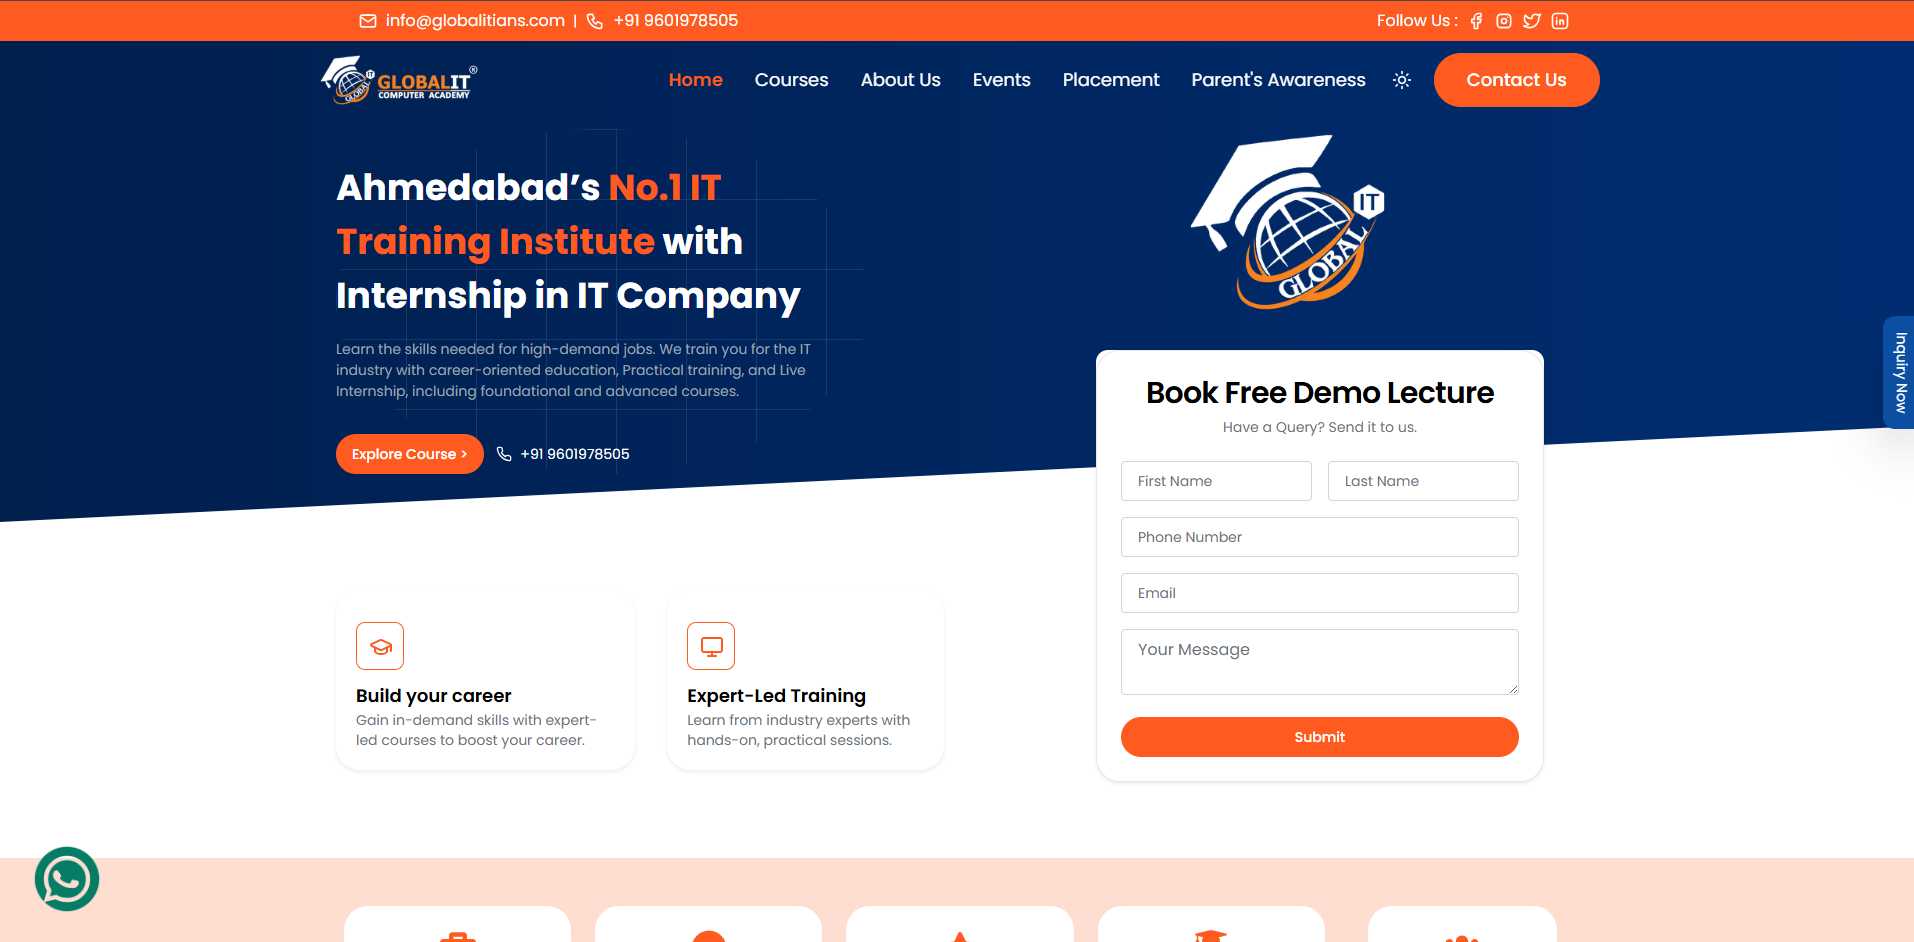 info@globalitians.com | +91 9601978505
Follow Us :
GLOBAL IT GLOBALIT®
COMPUTER ACADEMY
Home Courses About Us Events Placement Parent's Awareness Contact Us
Ahmedabad’s No.1 IT
Training Institute with
Internship in IT Company
Learn the skills needed for high-demand jobs. We train you for the IT
industry with career-oriented education, Practical training, and Live
Internship, including foundational and advanced courses.
Explore Course > +91 9601978505
IT
GLOBAL
Inquiry Now
Book Free Demo Lecture
Have a Query? Send it to us.
First Name Last Name
Phone Number
Email
Your Message
Submit
Build your career
Gain in-demand skills with expert-
led courses to boost your career.
Expert-Led Training
Learn from industry experts with
hands-on, practical sessions.